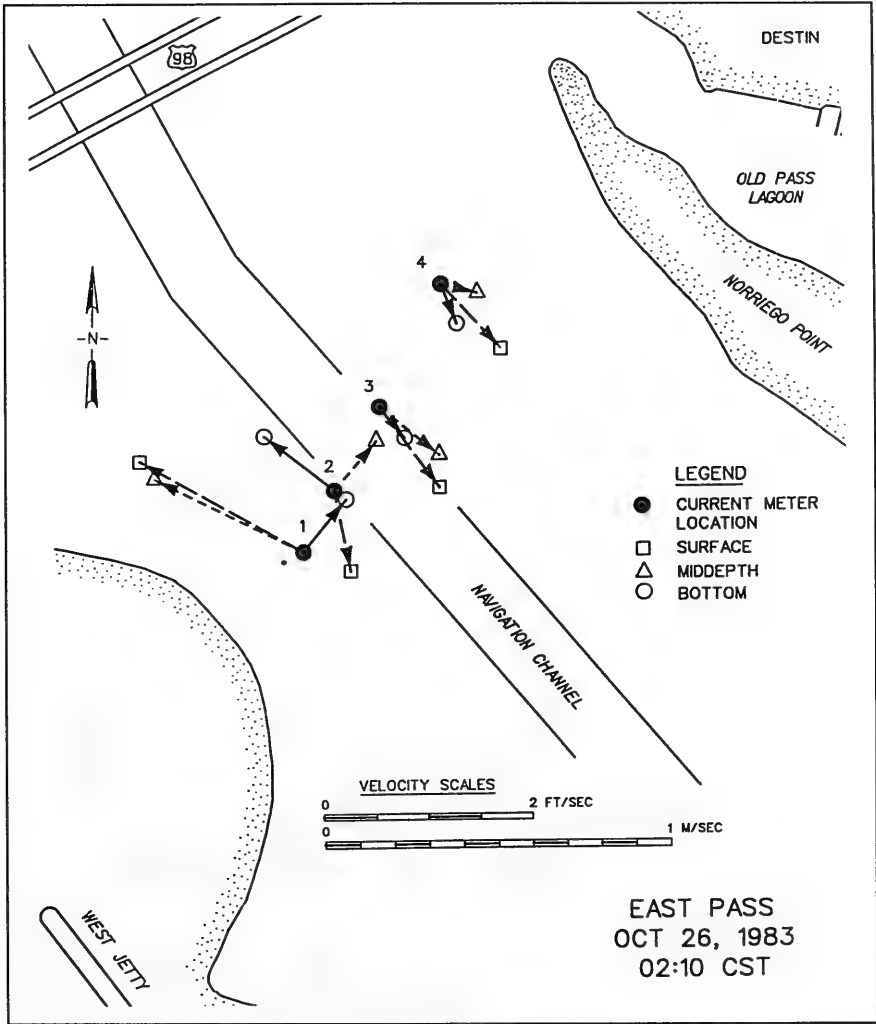 98
DESTIN
OLD PASS
LAGOON
NORRIEGO POINT
4
-N-
3
2
1
LEGEND
CURRENT METER
LOCATION
SURFACE
MIDDEPTH
BOTTOM
NAVIGATION CHANNEL
VELOCITY SCALES
0 2 FT/SEC
0 1 M/SEC
WEST JETTY
EAST PASS
OCT 26, 1983
02:10 CST